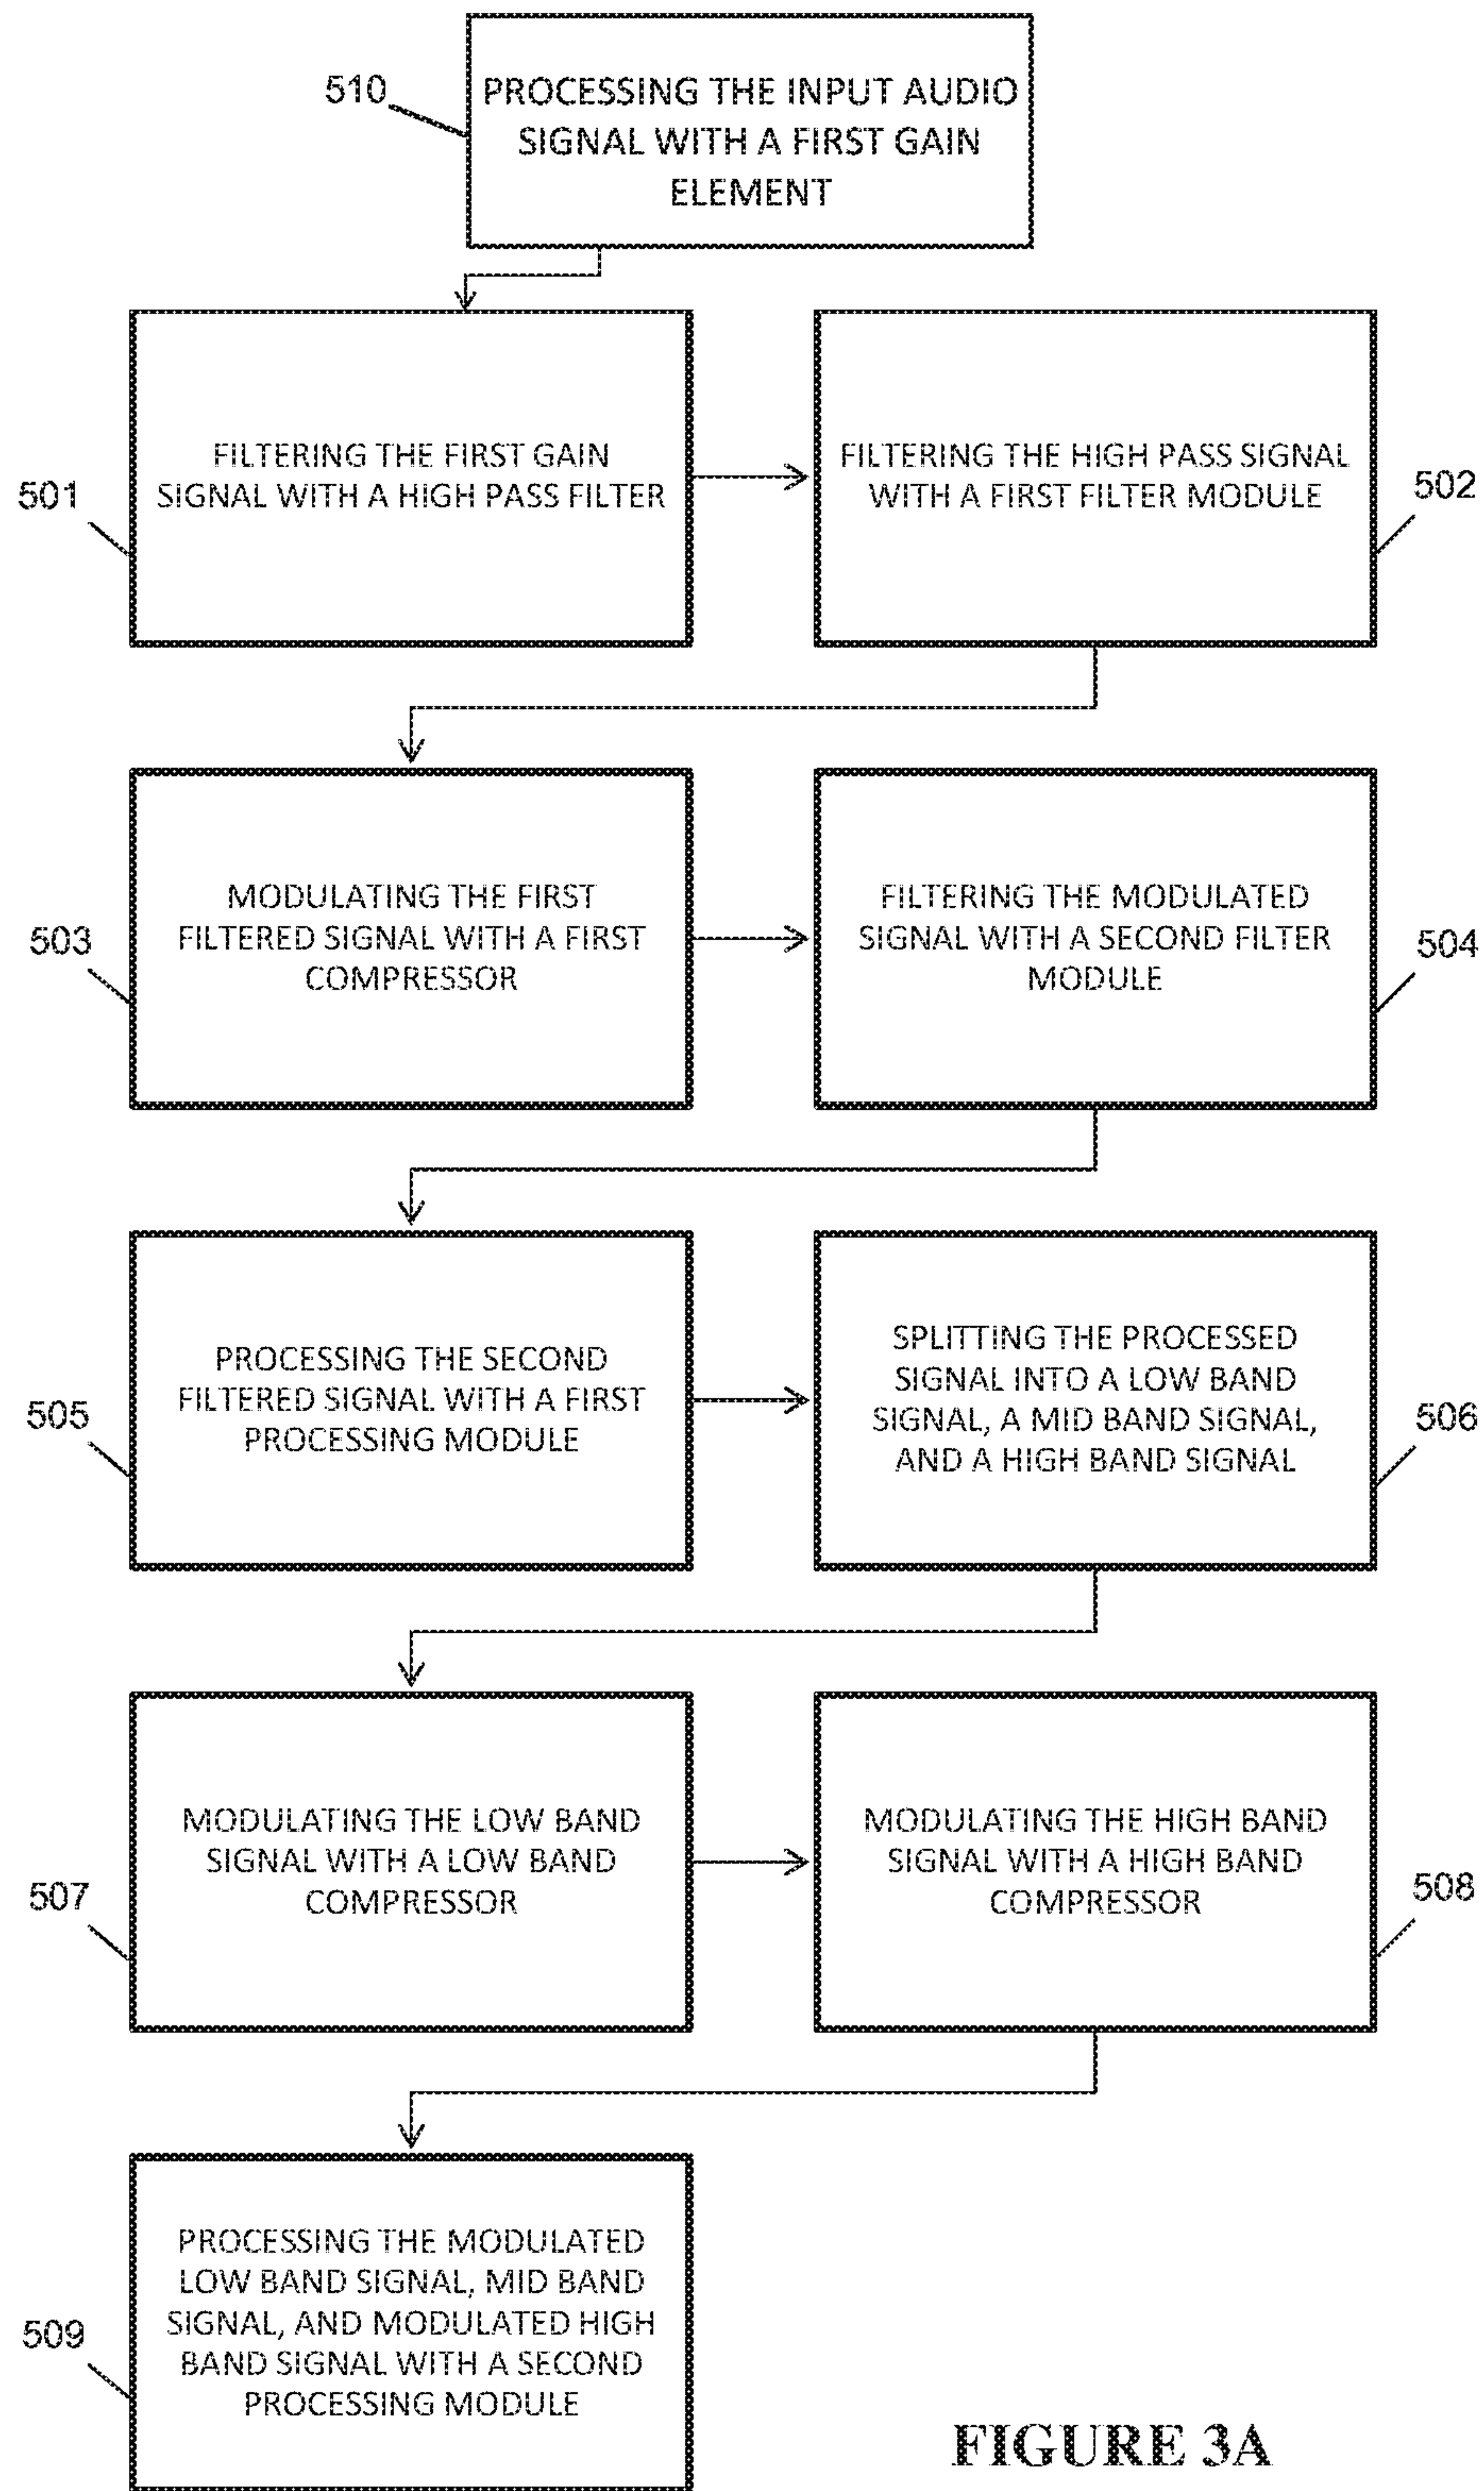 510
PROCESSING THE INPUT AUDIO
SIGNAL WITH A FIRST GAIN
ELEMENT
501
FILTERING THE FIRST GAIN
SIGNAL WITH A HIGH PASS FILTER
FILTERING THE HIGH PASS SIGNAL
WITH A FIRST FILTER MODULE
502
503
MODULATING THE FIRST
FILTERED SIGNAL WITH A FIRST
COMPRESSOR
FILTERING THE MODULATED
SIGNAL WITH A SECOND FILTER
MODULE
504
505
PROCESSING THE SECOND
FILTERED SIGNAL WITH A FIRST
PROCESSING MODULE
SPLITTING THE PROCESSED
SIGNAL INTO A LOW BAND
SIGNAL, A MID BAND SIGNAL,
AND A HIGH BAND SIGNAL
506
507
MODULATING THE LOW BAND
SIGNAL WITH A LOW BAND
COMPRESSOR
MODULATING THE HIGH BAND
SIGNAL WITH A HIGH BAND
COMPRESSOR
508
509
PROCESSING THE MODULATED
LOW BAND SIGNAL, MID BAND
SIGNAL, AND MODULATED HIGH
BAND SIGNAL WITH A SECOND
PROCESSING MODULE
FIGURE 3A